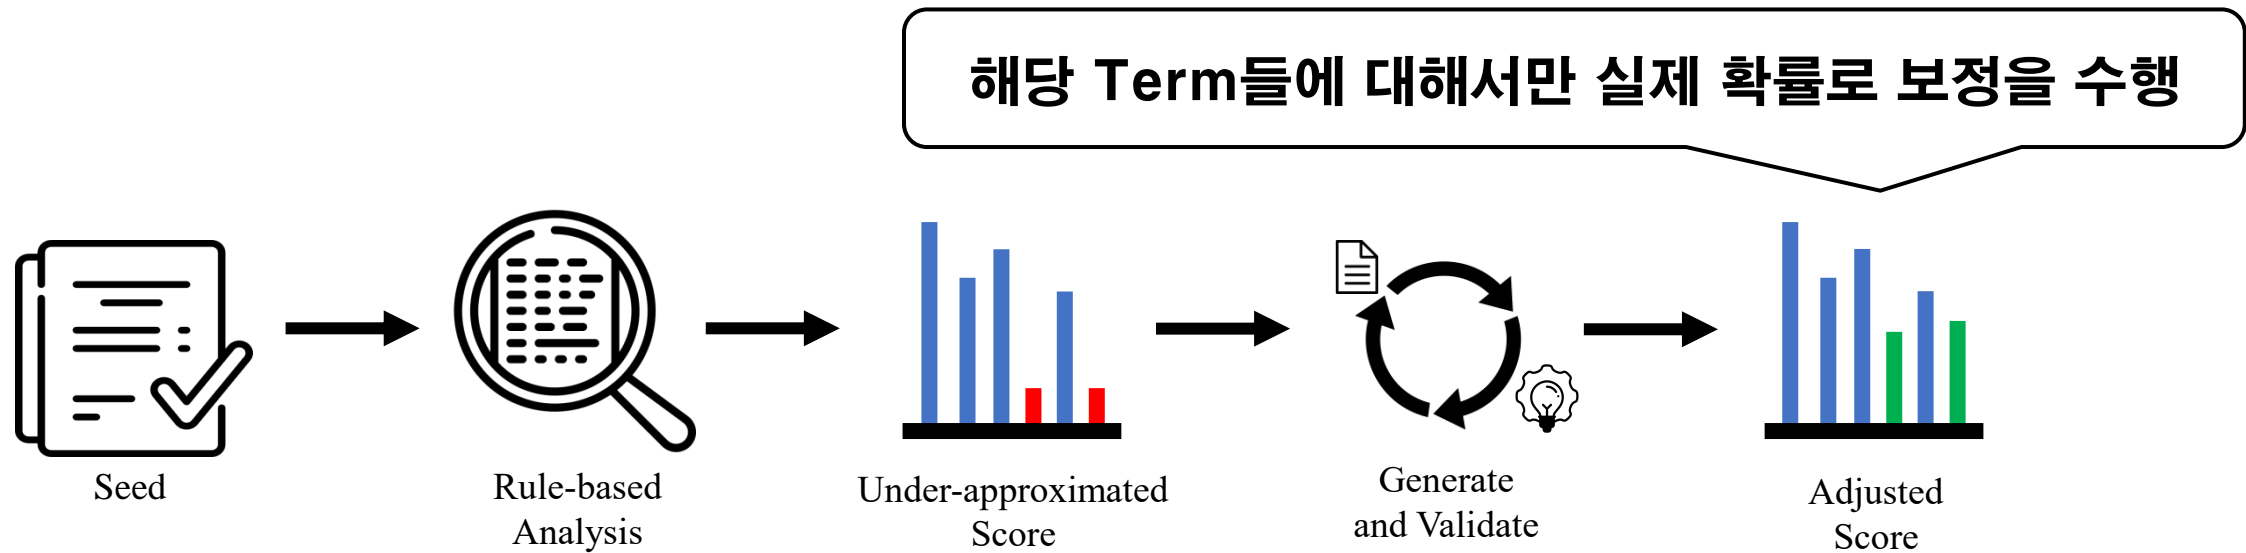 해당 Term들에 대해서만 실제 확률로 보정을 수행
Seed
Rule-based
Analysis
Under-approximated
Score
Generate
and Validate
Adjusted
Score